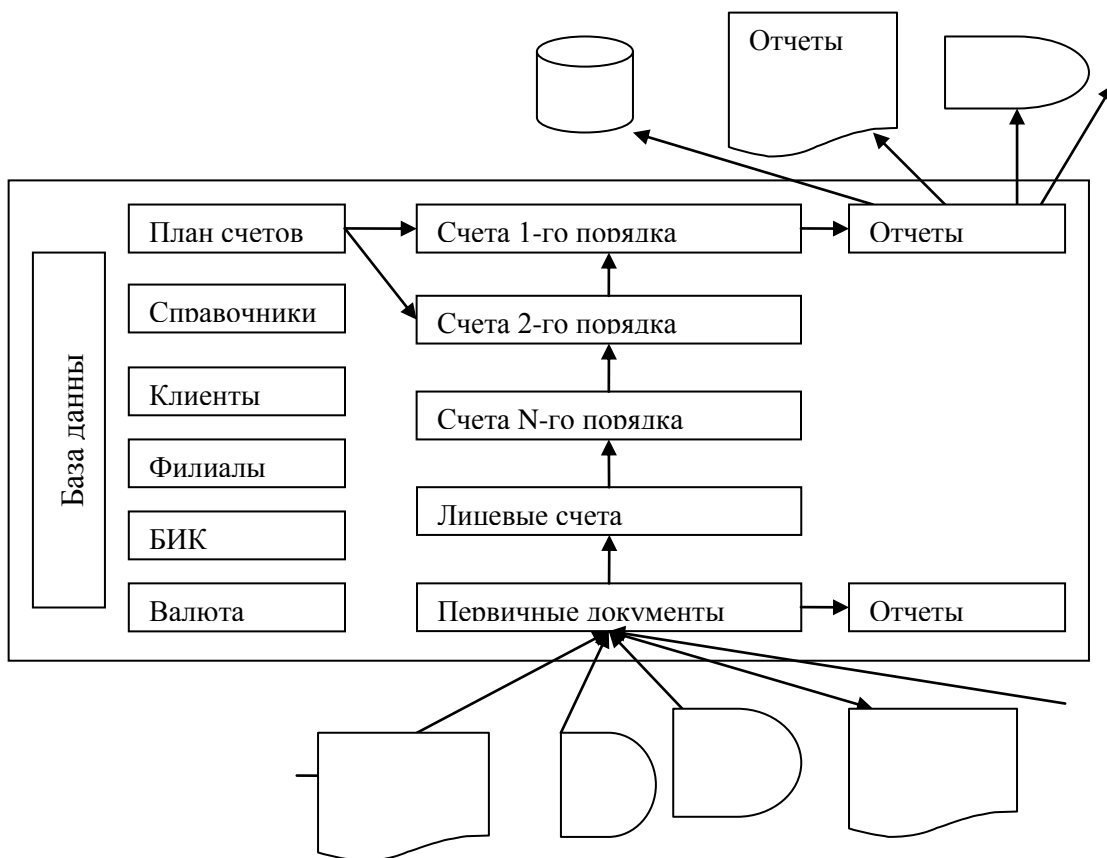 Отчеты
План счетов
Счета 1-го порядка
Отчеты
Справочники
Счета 2-го порядка
База данны
Клиенты
Счета N-го порядка
Филиалы
Лицевые счета
БИК
Валюта
Первичные документы
Отчеты